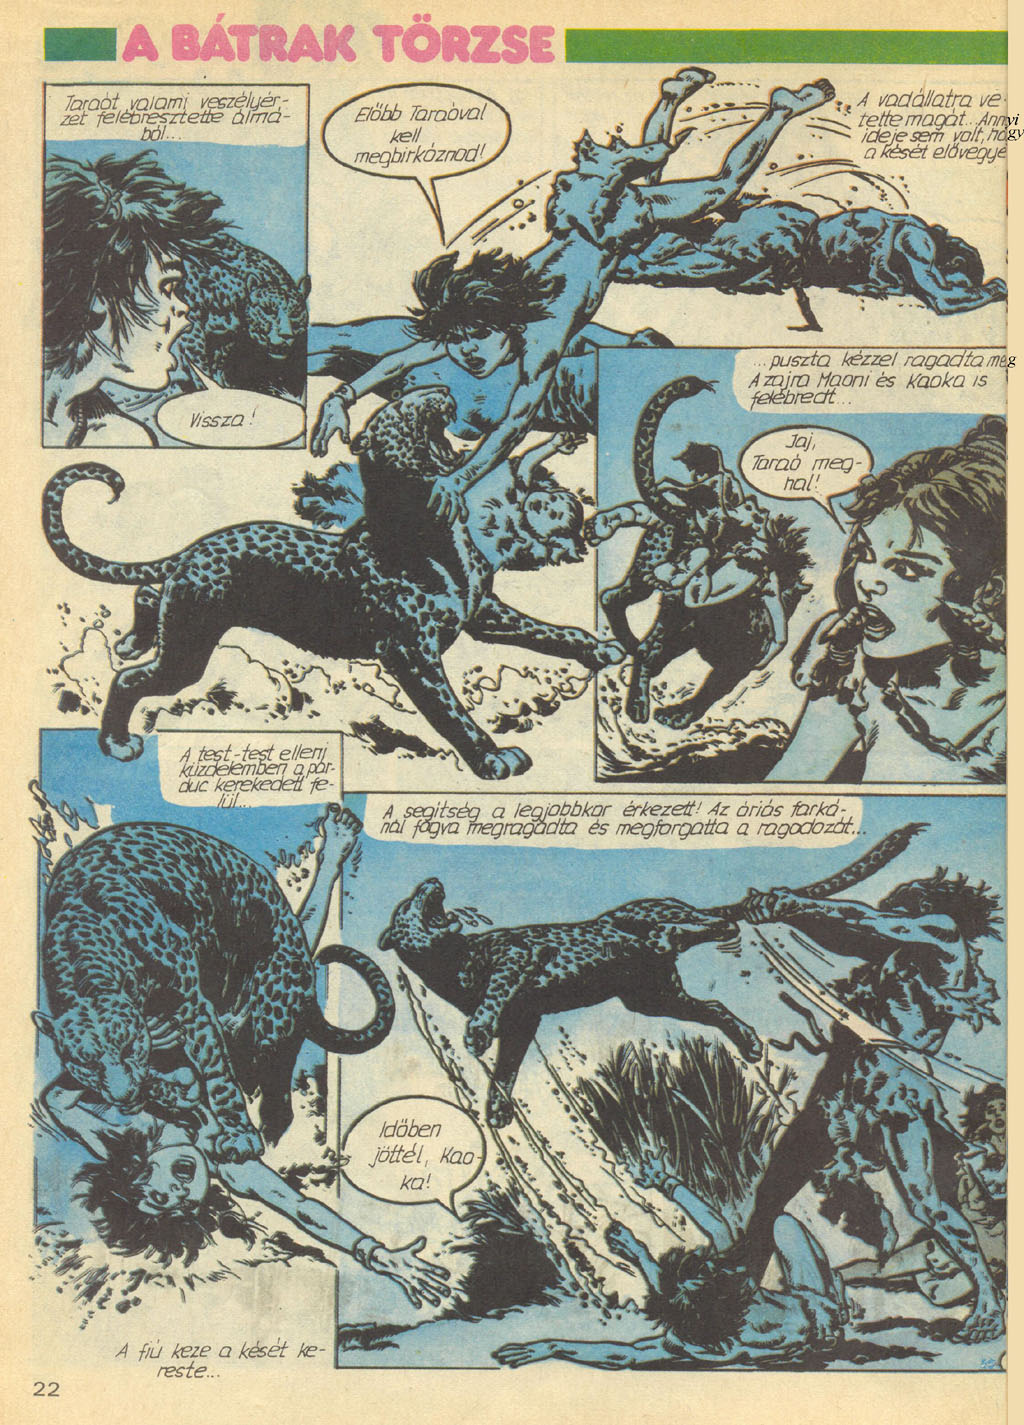 A BÁTRAK TÖRZSE
Taraót valami veszélyér-
zet felébresztette álmá-
ból...
Vissza!
Előbb Taraóval
kell
megbirkóznod!
A vadállatra ve-
tette magát... Annyi
ideje sem volt, hogy
a kését elővegye
...puszta kézzel ragadta meg
A zajra Maoni és Kaoka is
felébredt...
Jaj,
Taraó meg-
hal!
A test-test elleni
küzdelemben a pár-
duc kerekedett fe-
lül...
A fiú keze a kését ke-
reste...
A segítség a legjobbkor érkezett! Az óriás farká-
nál fogva megragadta és megforgatta a ragadozót...
Időben
jöttél, Kao-
ka!
22